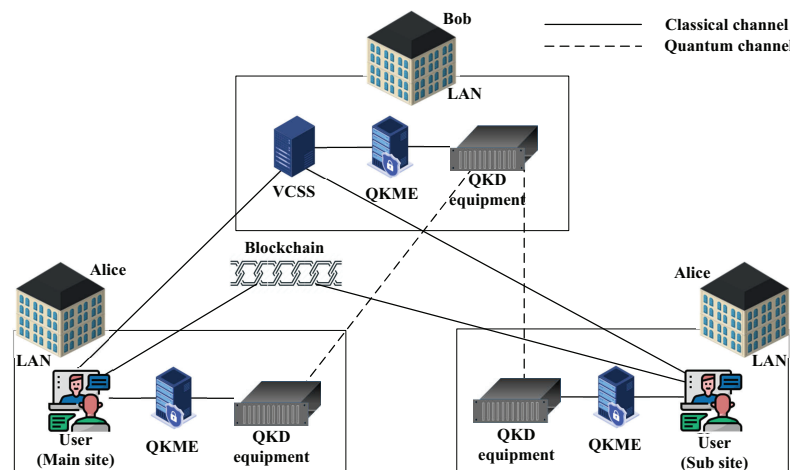 Bob
Classical channel
Quantum channel
LAN
VCSS
QKME
QKD
equipment
Blockchain
Alice
Alice
LAN
LAN
User
(Main site)
QKME
QKD
equipment
QKD
equipment
QKME
User
(Sub site)